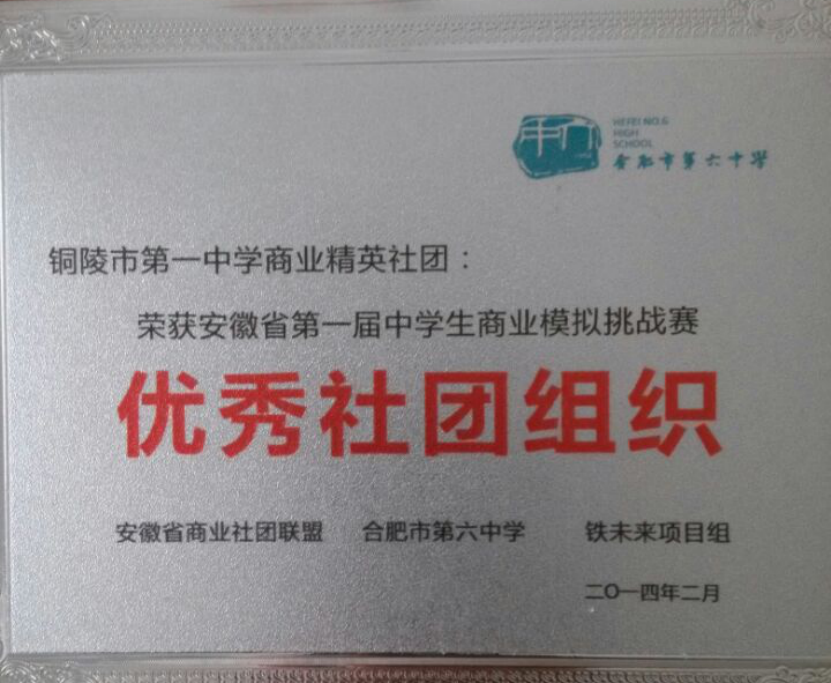 HEFEI NO.6
HIGH
SCHOOL
合肥市第六中学
铜陵市第一中学商业精英社团：
荣获安徽省第一届中学生商业模拟挑战赛
优秀社团组织
安徽省商业社团联盟 合肥市第六中学 铁未来项目组
二〇一四年二月